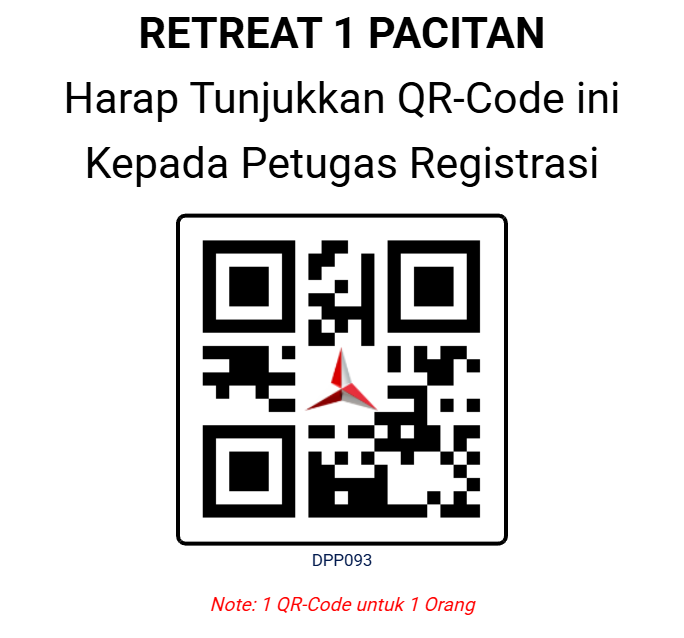 RETREAT 1 PACITAN
Harap Tunjukkan QR-Code ini
Kepada Petugas Registrasi
DPP093
Note: 1 QR-Code untuk 1 Orang